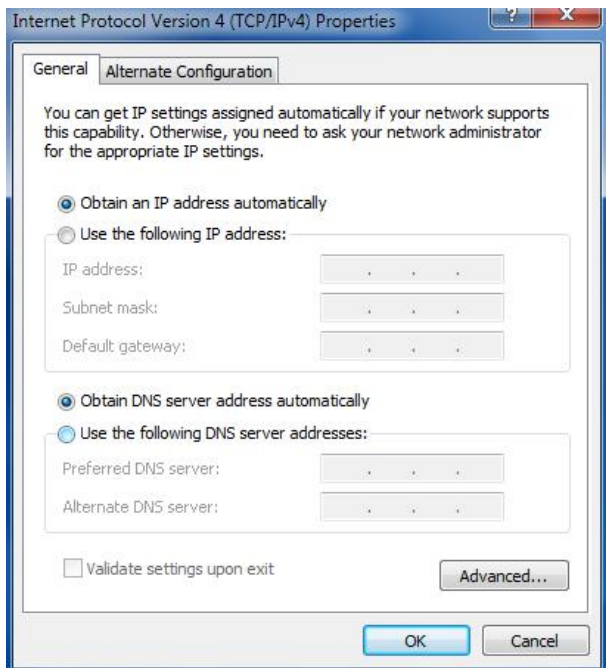 Internet Protocol Version 4 (TCP/IPv4) Properties
General
Alternate Configuration
You can get IP settings assigned automatically if your network supports
this capability. Otherwise, you need to ask your network administrator
for the appropriate IP settings.
Obtain an IP address automatically
Use the following IP address:
IP address:
Subnet mask:
Default gateway:
Obtain DNS server address automatically
Use the following DNS server addresses:
Preferred DNS server:
Alternate DNS server:
Validate settings upon exit
Advanced...
OK
Cancel